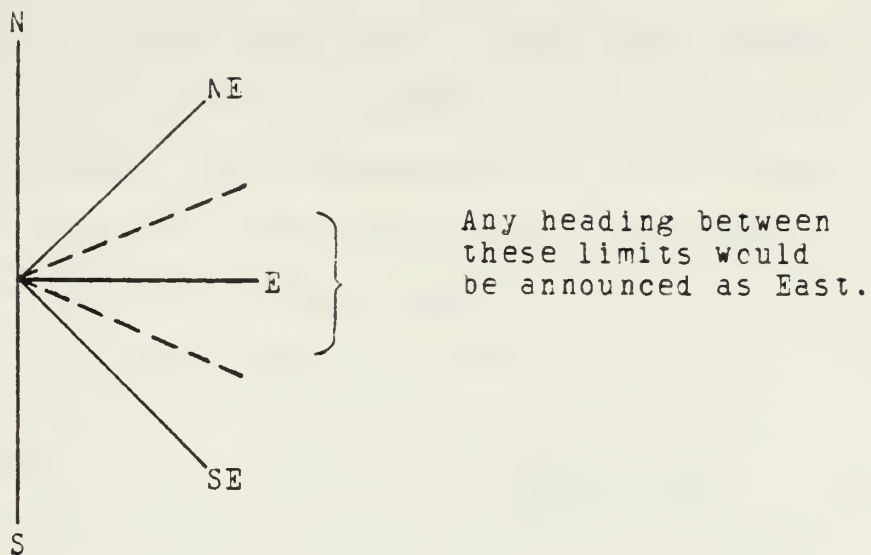 N
NE
Any heading between
these limits would
E
be announced as East.
SE
S